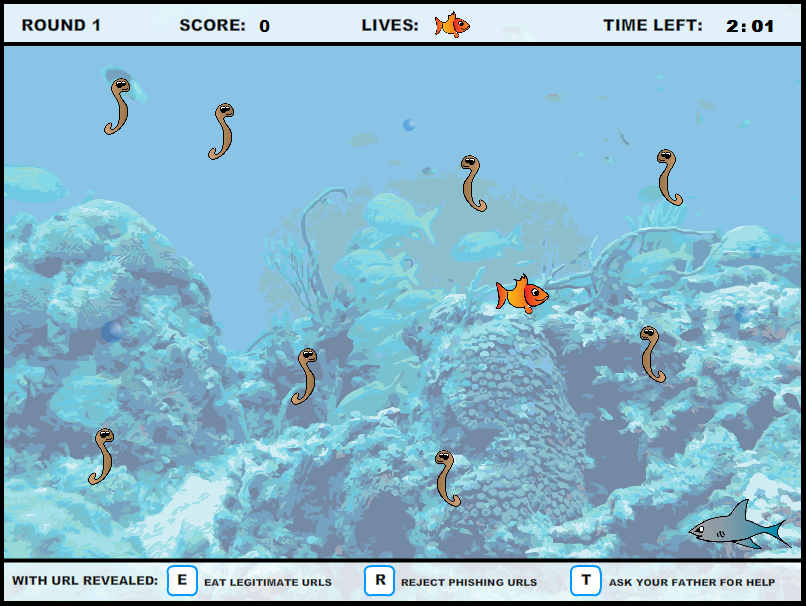 ROUND 1 SCORE: 0 LIVES: TIME LEFT: 2:01
WITH URL REVEALED: E EAT LEGITIMATE URLS R REJECT PHISHING URLS T ASK YOUR FATHER FOR HELP